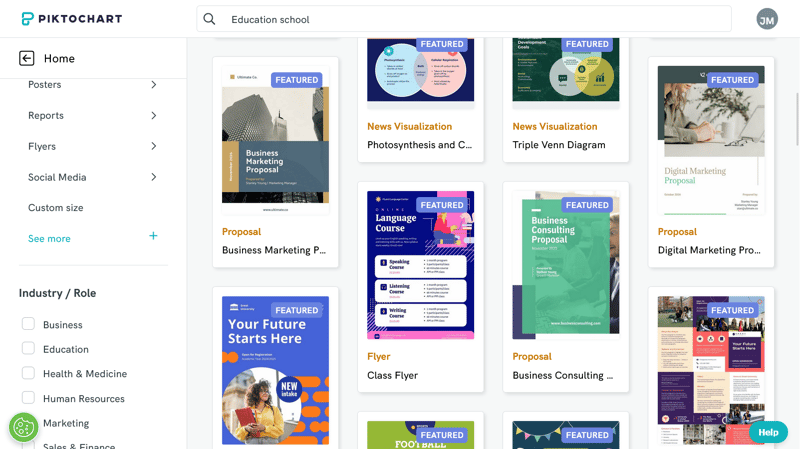 PIKTOCHART
Education school
JM
Home
Posters
Reports
Flyers
Social Media
Custom size
See more
Industry / Role
Business
Education
Health & Medicine
Human Resources
Marketing
Sales & Finance
FEATURED
Business
Marketing
Proposal
Proposal
Business Marketing P...
FEATURED
Your Future
Starts Here
NEW
intake
FEATURED
Photosynthesis
News Visualization
Photosynthesis and C...
FEATURED
ONLINE
Language
Course
Speaking
Course
Listening
Course
Writing
Course
Flyer
Class Flyer
FEATURED
FOOTBALL
FEATURED
News Visualization
Triple Venn Diagram
FEATURED
Business
Consulting
Proposal
Proposal
Business Consulting ...
FEATURED
FEATURED
Digital Marketing
Proposal
Proposal
Digital Marketing Pro...
FEATURED
Your Future
Starts Here
Help